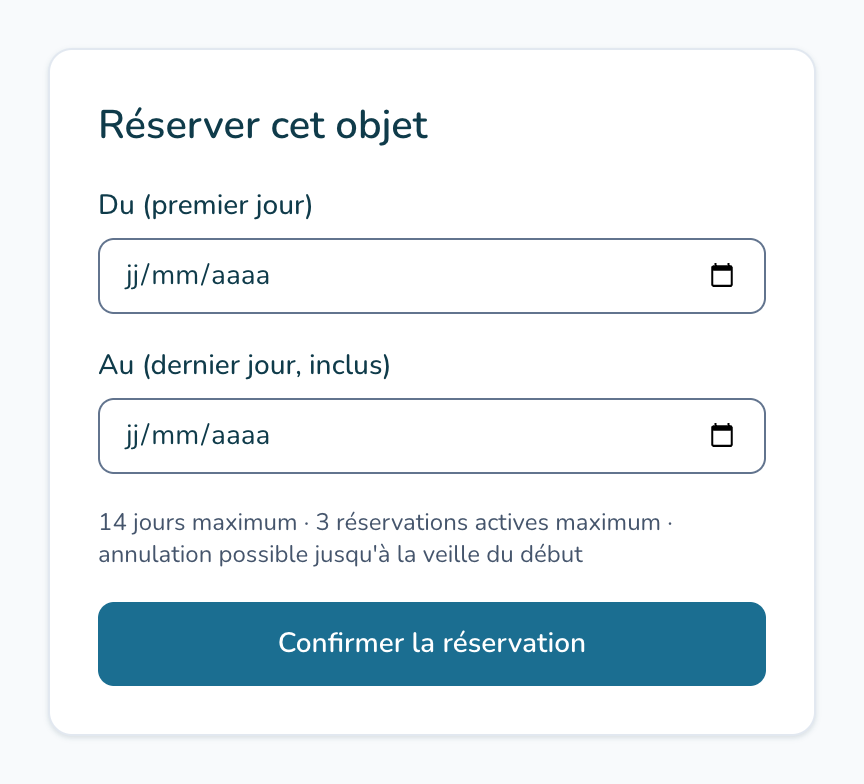 Réserver cet objet
Du (premier jour)
jj/mm/aaaa
Au (dernier jour, inclus)
jj/mm/aaaa
14 jours maximum · 3 réservations actives maximum ·
annulation possible jusqu'à la veille du début
Confirmer la réservation